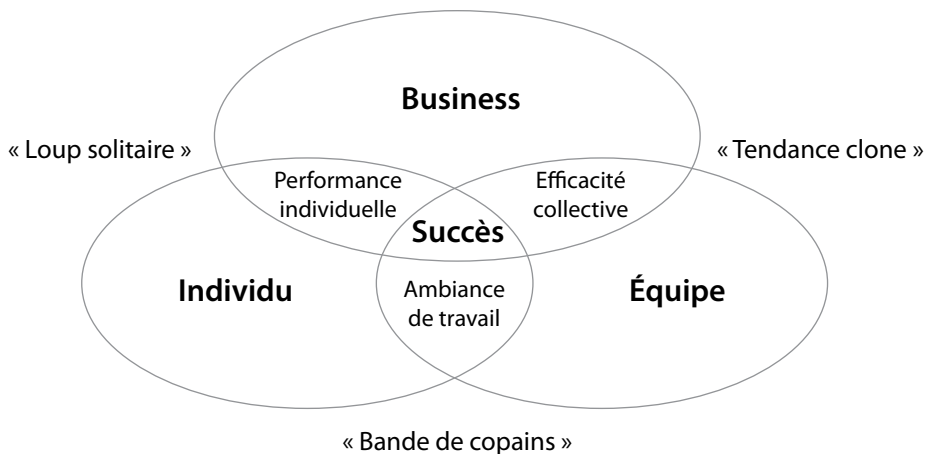 Business
« Loup solitaire »
« Tendance clone »
Performance
individuelle
Efficacité
collective
Succès
Individu
Ambiance
de travail
Équipe
« Bande de copains »